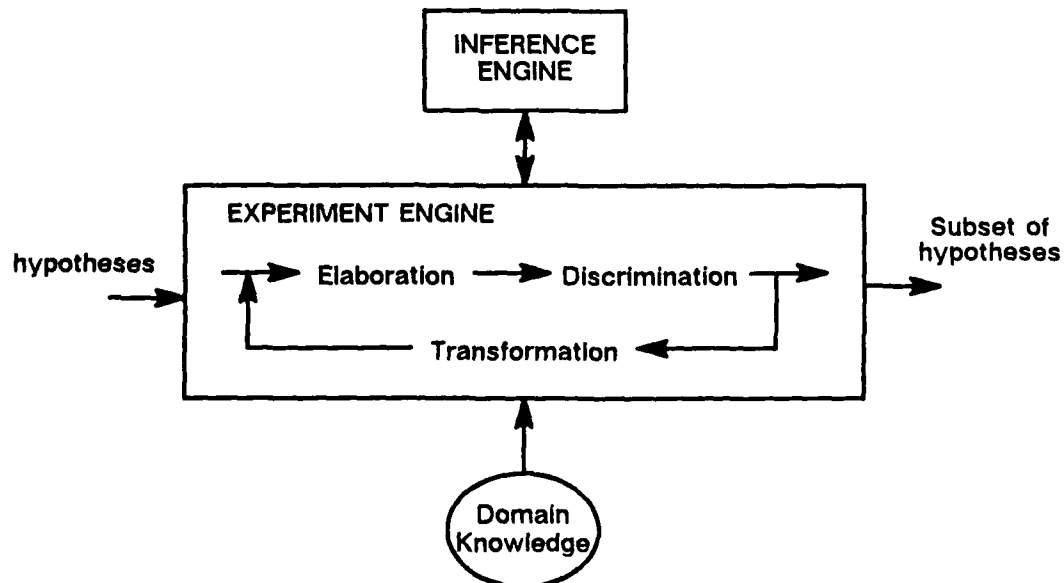 INFERENCE
ENGINE
EXPERIMENT ENGINE
hypotheses
Elaboration
Discrimination
Transformation
Subset of
hypotheses
Domain
Knowledge